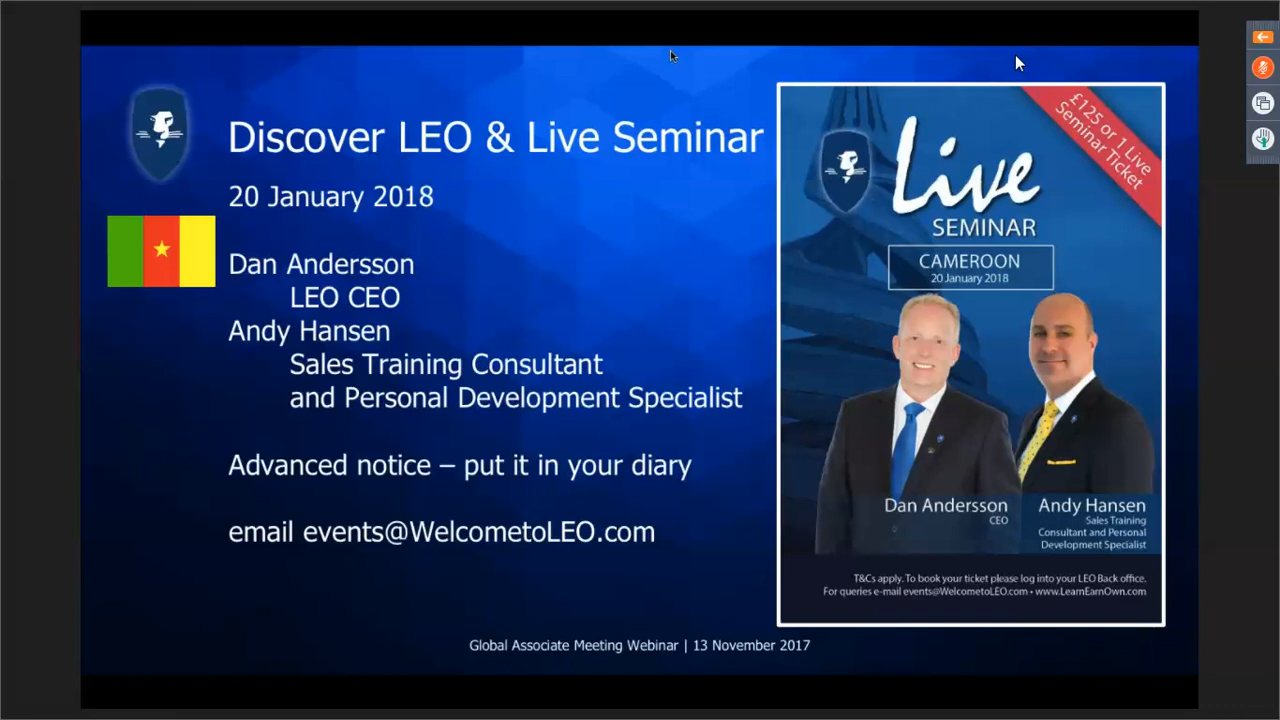 Discover LEO & Live Seminar
20 January 2018
Dan Andersson
LEO CEO
Andy Hansen
Sales Training Consultant
and Personal Development Specialist
Advanced notice – put it in your diary
email events@WelcometoLEO.com
£125 or 1 Live
Seminar Ticket
Live
SEMINAR
CAMEROON
20 January 2018
Dan Andersson
CEO
Andy Hansen
Sales Training
Consultant and Personal
Development Specialist
T&Cs apply. To book your ticket please log into your LEO Back office.
For queries e-mail events@WelcometoLEO.com • www.LearnEarnOwn.com
Global Associate Meeting Webinar | 13 November 2017